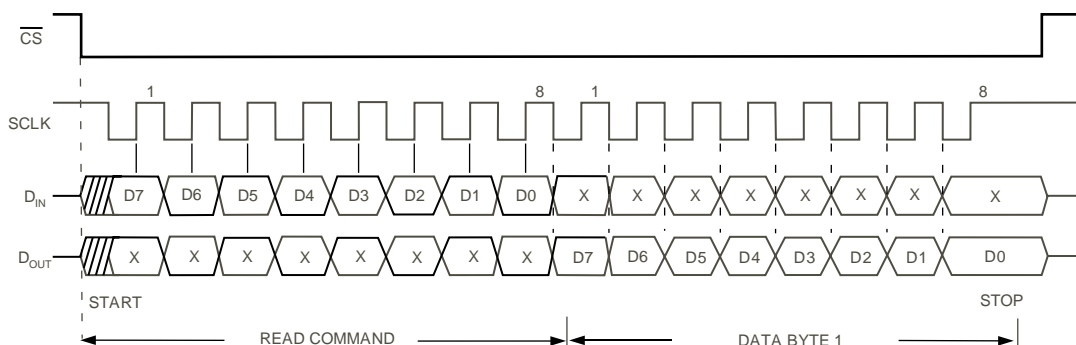 CS
1 8 1 8
SCLK
DIN D7 D6 D5 D4 D3 D2 D1 D0 X X X X X X X X
DOUT X X X X X X X X D7 D6 D5 D4 D3 D2 D1 D0
START STOP
READ COMMAND DATA BYTE 1